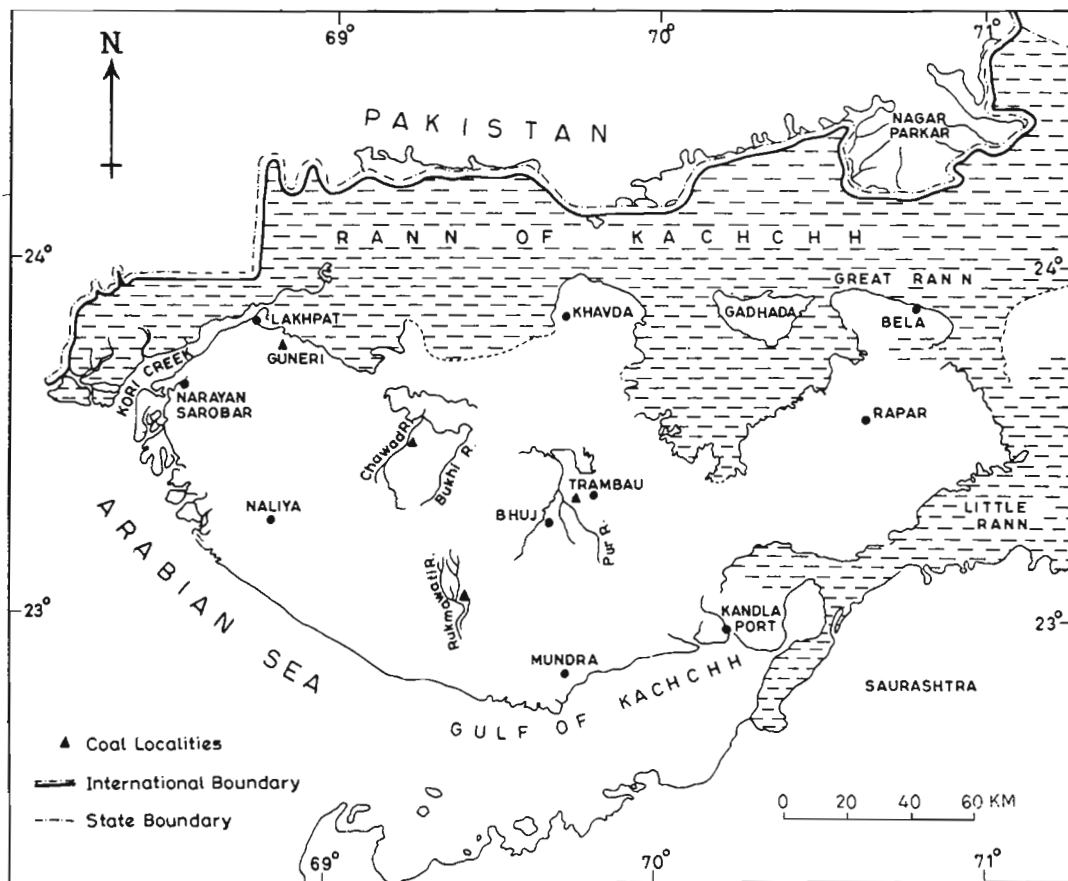 69°
70°
71°
N
PAKISTAN
NAGAR
PARKAR
RANN OF KACHCHH
24°
24°
GREAT RANN
LAKHPAT
KHAVDA
GADHADA
BELA
GUNERI
KORI CREEK
NARAYAN
SAROBAR
RAPAR
Chawad R.
Bukhi R.
TRAMBAU
NALIYA
BHUJ
Pur R.
LITTLE
RANN
ARABIAN SEA
Rukmawati R.
23°
23°
KANDLA
PORT
MUNDRA
GULF OF KACHCHH
SAURASHTRA
Coal Localities
International Boundary
State Boundary
0 20 40 60 KM
69°
70°
71°